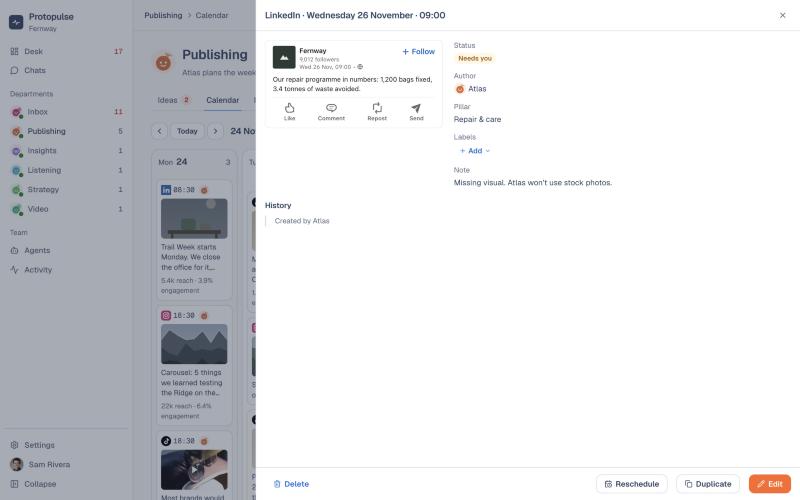 Protopulse
Fernway
Desk 17
Chats
Departments
Inbox 11
Publishing 5
Insights 1
Listening 1
Strategy 1
Video 1
Team
Agents
Activity
Settings
Sam Rivera
Collapse
Publishing > Calendar
Publishing
Atlas plans the week
Ideas 2
Calendar
Today
24 Nov
Mon 24 3
08:30
Trail Week starts
Monday. We close
the office for it,...
5.4k reach · 3.9%
engagement
18:30
Carousel: 5 things
we learned testing
the Ridge on the...
22k reach · 6.4%
engagement
18:30
Most brands would
LinkedIn · Wednesday 26 November · 09:00
Fernway
9,012 followers
Wed 26 Nov, 09:00 ·
+ Follow
Our repair programme in numbers: 1,200 bags fixed,
3.4 tonnes of waste avoided.
Like
Comment
Repost
Send
History
Created by Atlas
Status
Needs you
Author
Atlas
Pillar
Repair & care
Labels
+ Add
Note
Missing visual. Atlas won't use stock photos.
Delete
Reschedule
Duplicate
Edit